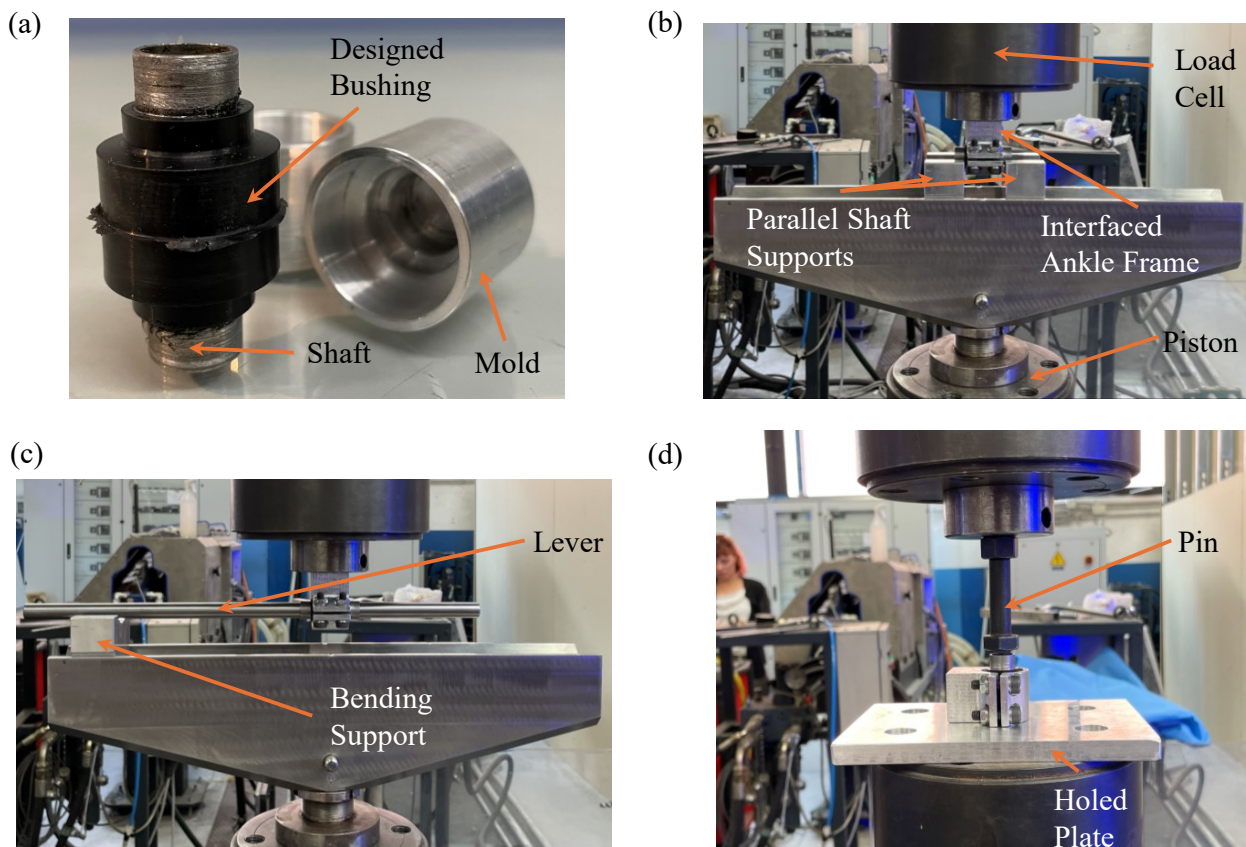 (a)
Designed
Bushing
Shaft
Mold
(b)
Load
Cell
Parallel Shaft
Supports
Interfaced
Ankle Frame
Piston
(c)
Lever
Bending
Support
(d)
Pin
Holed
Plate